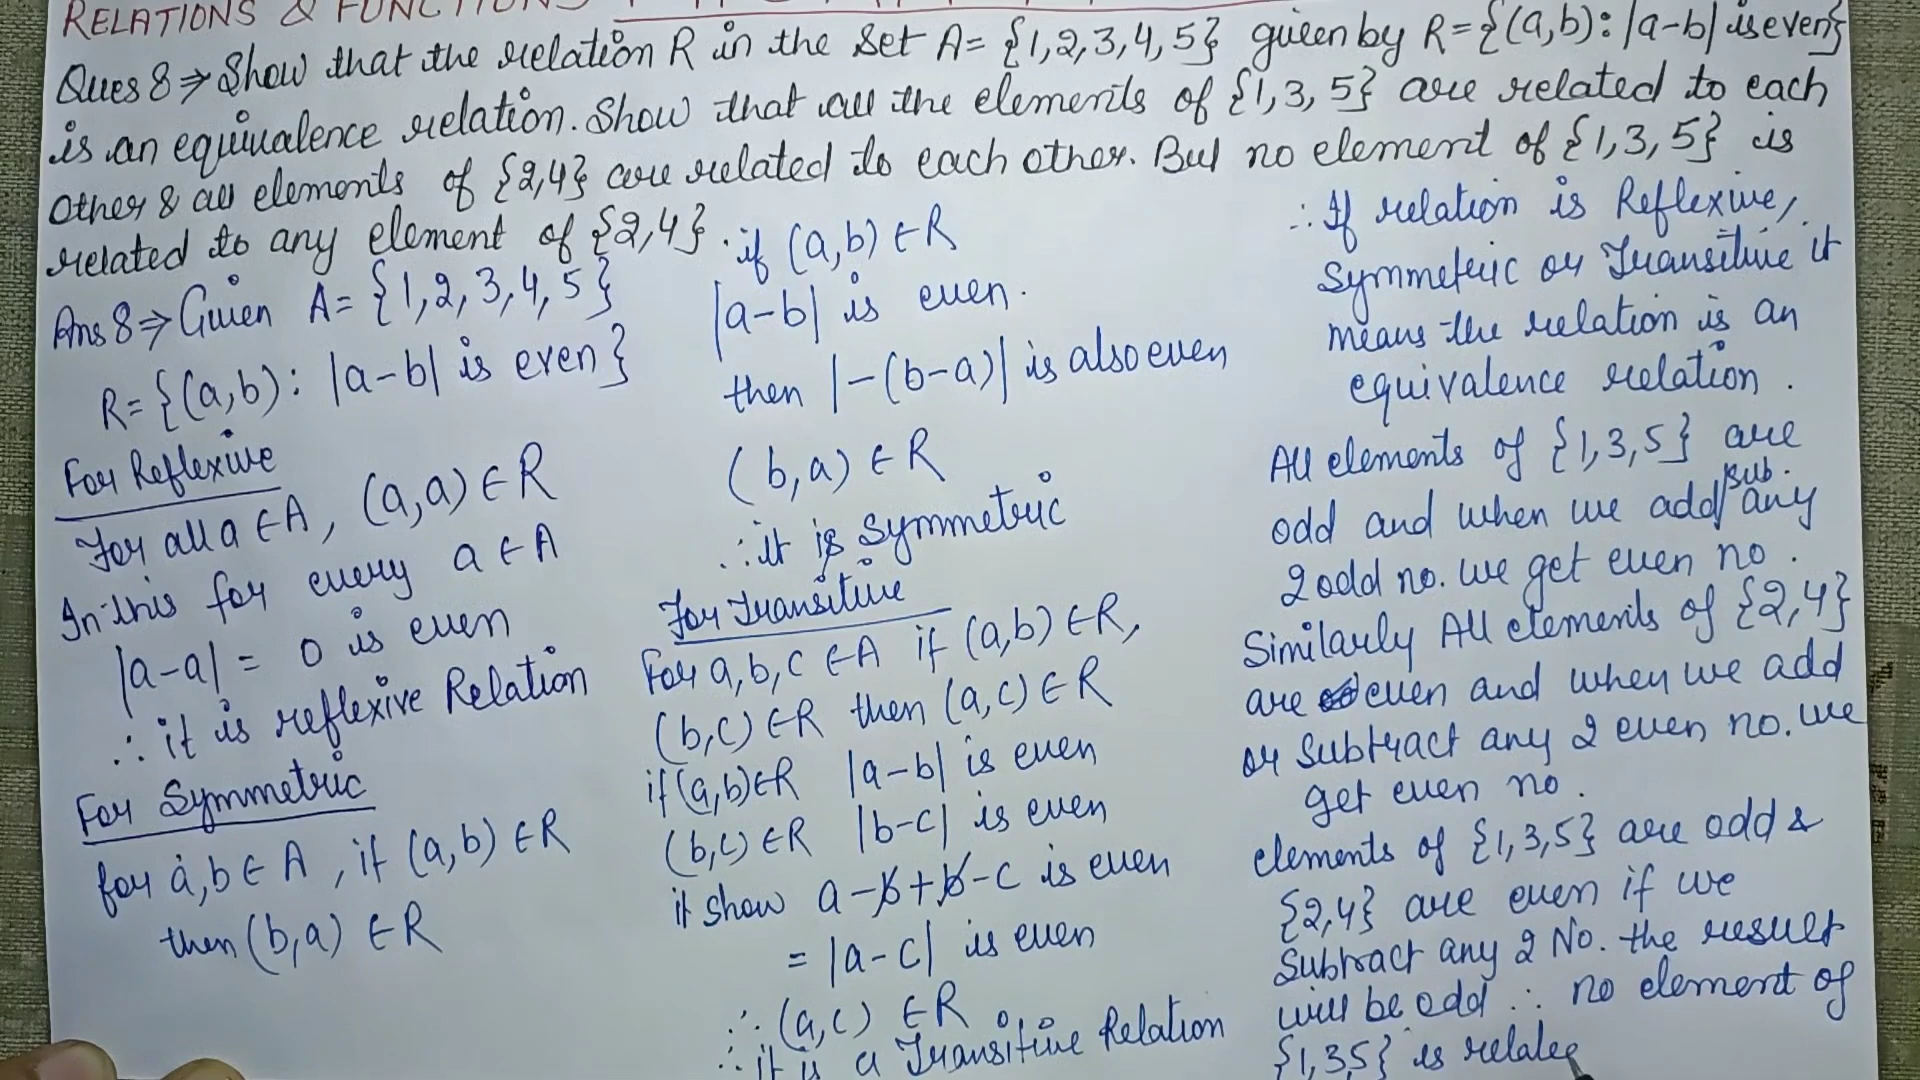 RELATIONS & FUNCTIONS
Ques 8 ⇒ Show that the relation R in the set A= {1,2,3,4,5} given by R={(a,b): |a-b| is even}
is an equivalence relation. Show that all the elements of {1,3,5} are related to each
other & all elements of {2,4} are related to each other. But no element of {1,3,5} is
related to any element of {2,4}.
Ans 8 ⇒ Given A= {1,2,3,4,5}
R= {(a,b): |a-b| is even}
For Reflexive
For all a ∈ A, (a,a) ∈ R
In this for every a ∈ A
|a-a| = 0 is even
∴ it is reflexive Relation
For Symmetric
for a,b ∈ A, if (a,b) ∈ R
then (b,a) ∈ R
if (a,b) ∈ R
|a-b| is even.
then |-(b-a)| is also even
(b,a) ∈ R
∴ it is Symmetric
For Transitive
For a,b,c ∈ A if (a,b) ∈ R,
(b,c) ∈ R then (a,c) ∈ R
if (a,b) ∈ R |a-b| is even
(b,c) ∈ R |b-c| is even
it show a-b+b-c is even
= |a-c| is even
∴ (a,c) ∈ R
∴ it is a Transitive Relation
∴ If relation is Reflexive,
Symmetric or Transitive it
means the relation is an
equivalence relation.
All elements of {1,3,5} are
odd and when we add/sub. any
2 odd no. we get even no.
Similarly All elements of {2,4}
are even and when we add
or subtract any 2 even no. we
get even no.
elements of {1,3,5} are odd &
{2,4} are even if we
subtract any 2 No. the result
will be odd ∴ no element of
{1,3,5} is relate